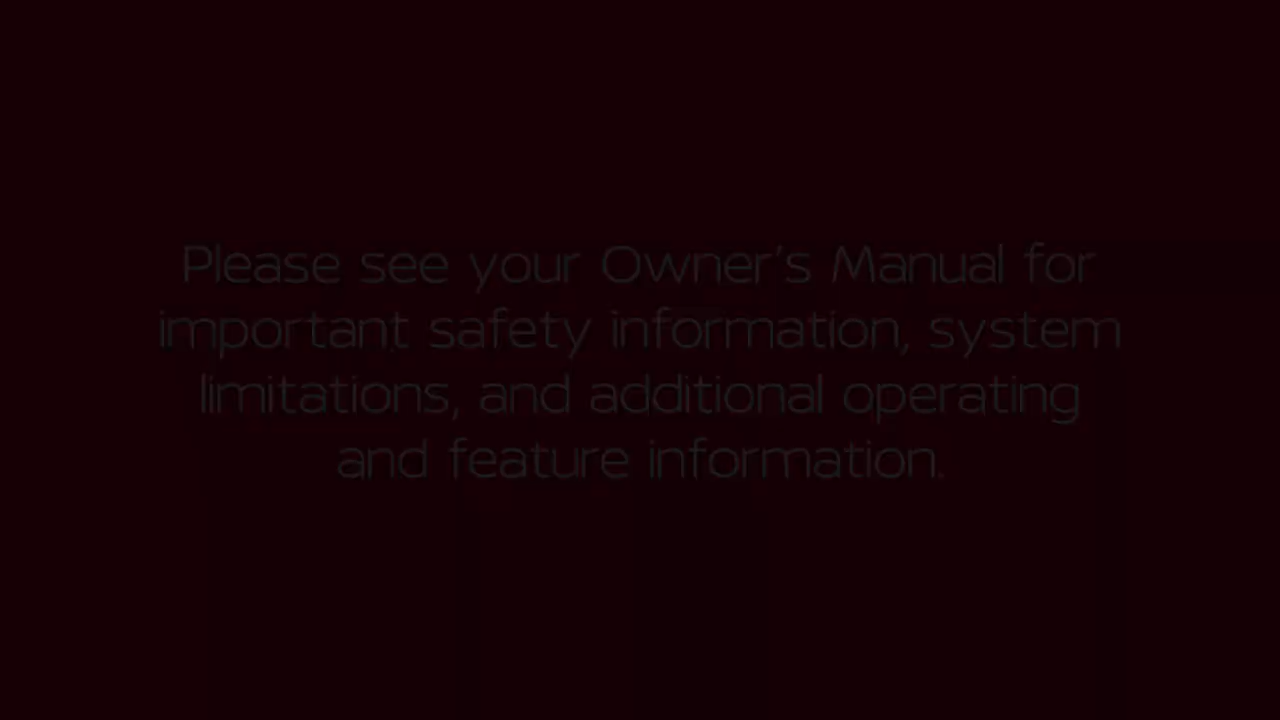 Please see your Owner’s Manual for
important safety information, system
limitations, and additional operating
and feature information.